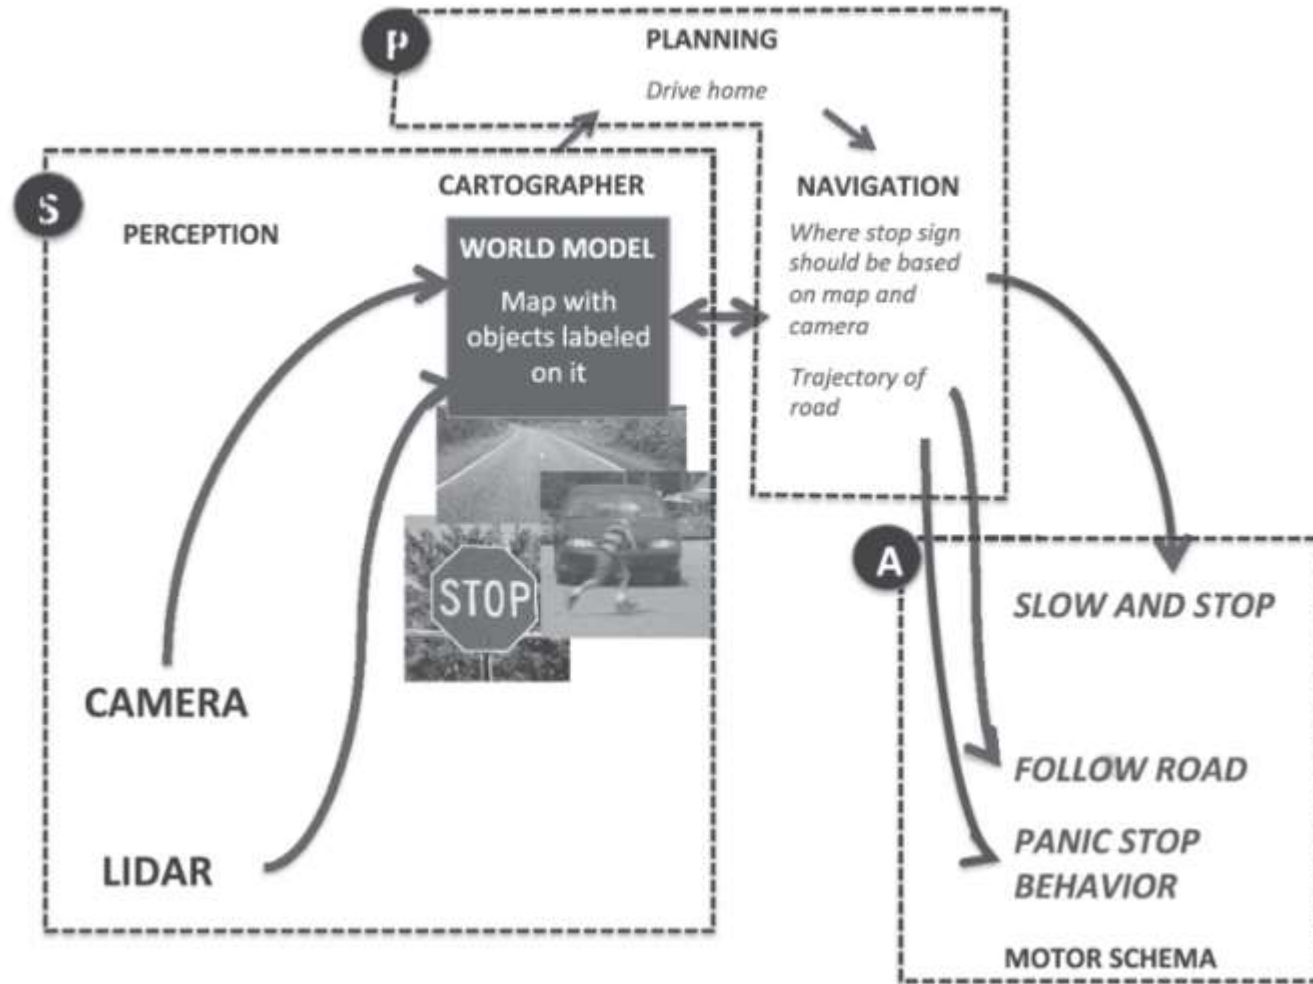 P
PLANNING
Drive home
S
PERCEPTION
CARTOGRAPHER
WORLD MODEL
Map with
objects labeled
on it
NAVIGATION
Where stop sign
should be based
on map and
camera
Trajectory of
road
STOP
CAMERA
LIDAR
A
SLOW AND STOP
FOLLOW ROAD
PANIC STOP
BEHAVIOR
MOTOR SCHEMA